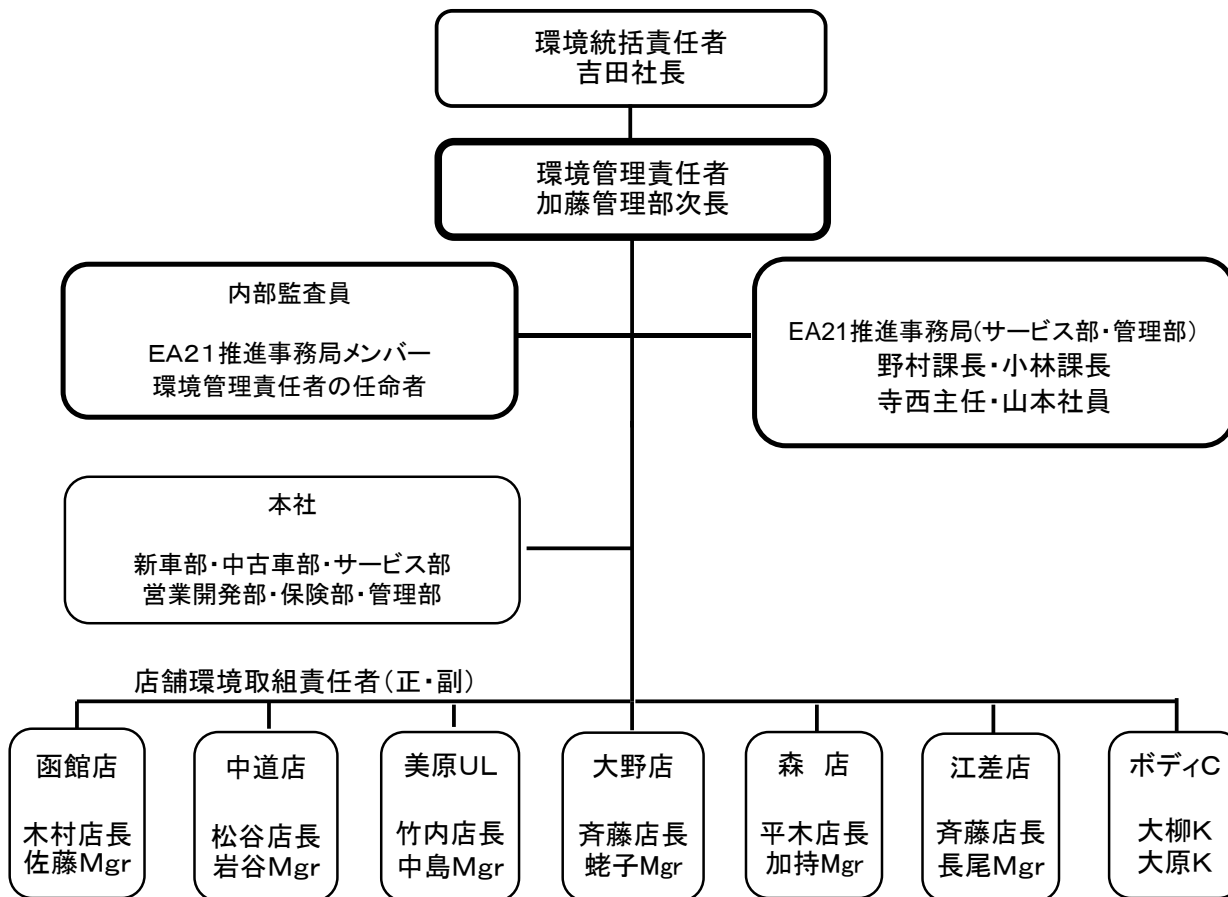 環境統括責任者
吉田社長
環境管理責任者
加藤管理部次長
内部監査員
EA21推進事務局メンバー
環境管理責任者の任命者
EA21推進事務局(サービス部・管理部)
野村課長・小林課長
寺西主任・山本社員
本社
新車部・中古車部・サービス部
営業開発部・保険部・管理部
店舗環境取組責任者(正・副)
函館店
木村店長
佐藤Mgr
中道店
松谷店長
岩谷Mgr
美原UL
竹内店長
中島Mgr
大野店
斉藤店長
蛯子Mgr
森 店
平木店長
加持Mgr
江差店
斉藤店長
長尾Mgr
ボディC
大柳K
大原K